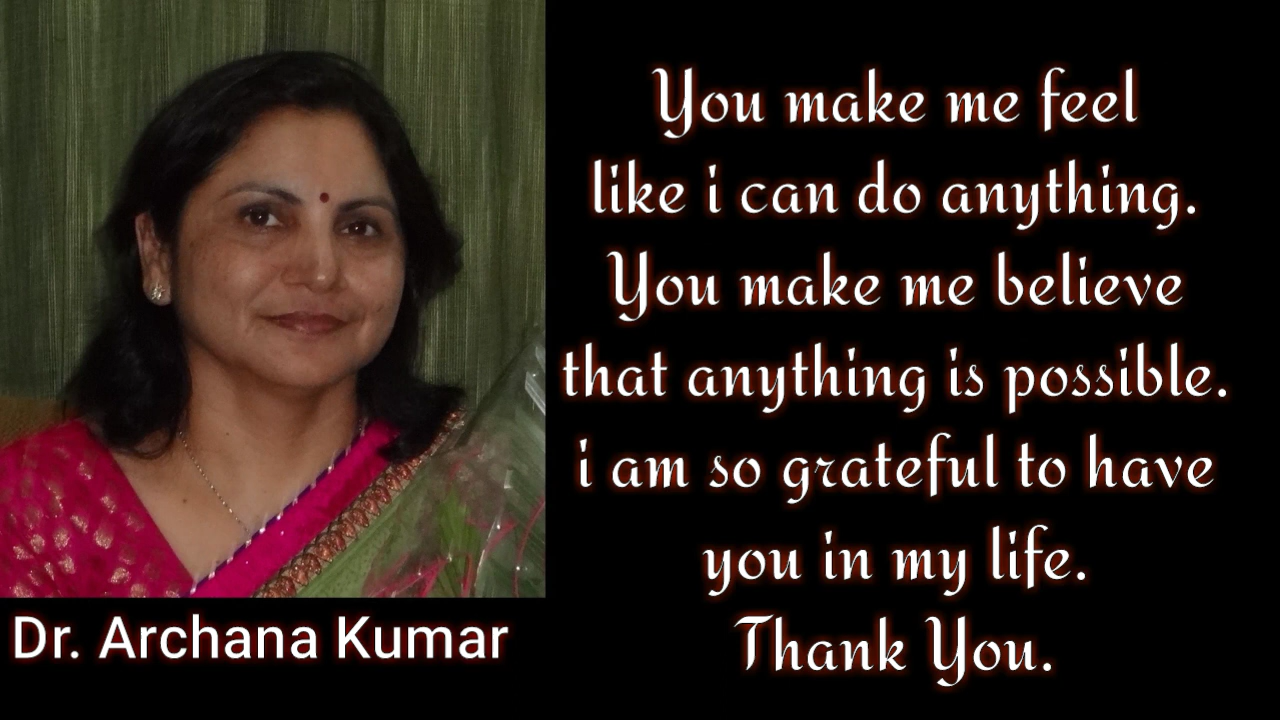 You make me feel
like i can do anything.
You make me believe
that anything is possible.
i am so grateful to have
you in my life.
Thank You.
Dr. Archana Kumar